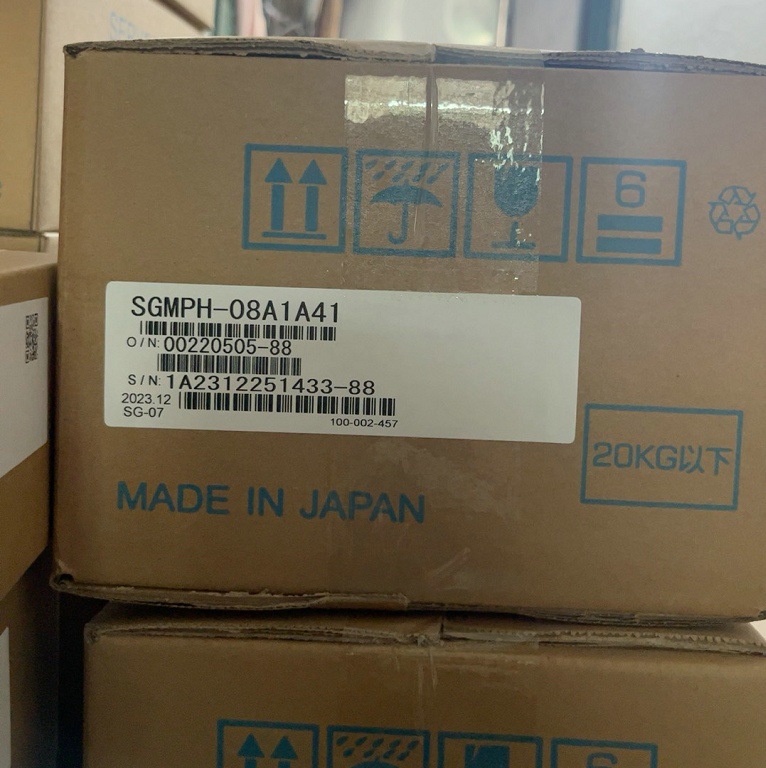 6
SGMPH-08A1A41
O/N: 00220505-88
S/N: 1A2312251433-88
2023.12
SG-07
100-002-457
20KG以下
MADE IN JAPAN
6